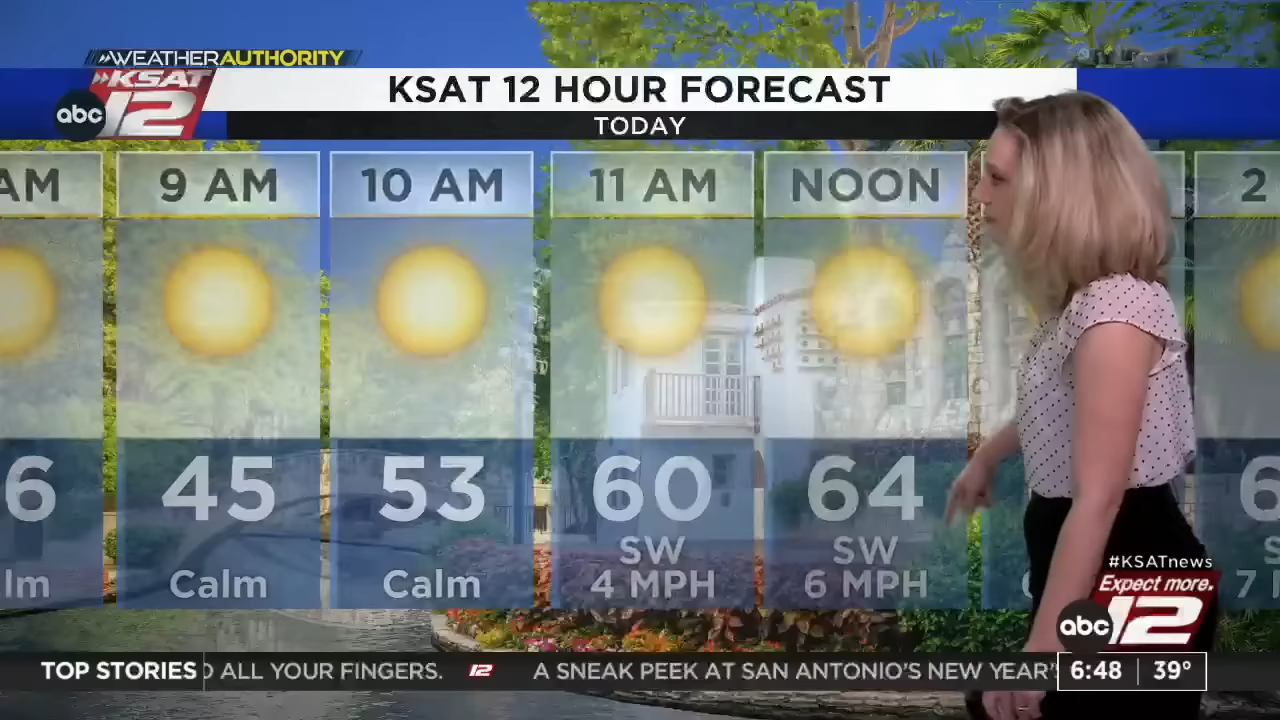 WEATHERAUTHORITY
KSAT
abc 12
KSAT 12 HOUR FORECAST
TODAY
AM
9 AM
10 AM
11 AM
NOON
2
6
45
53
60
64
6
lm
Calm
Calm
SW
4 MPH
SW
6 MPH
S
7
#KSATnews
Expect more.
abc 12
TOP STORIES
ALL YOUR FINGERS. 12 A SNEAK PEEK AT SAN ANTONIO'S NEW YEAR'
6:48 39°